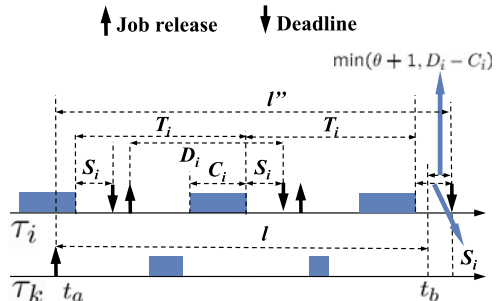 Job release Deadline
min(θ + 1, D_i − C_i)
l''
T_i T_i
D_i
S_i C_i S_i
τ_i
l
S_i
τ_k t_a t_b